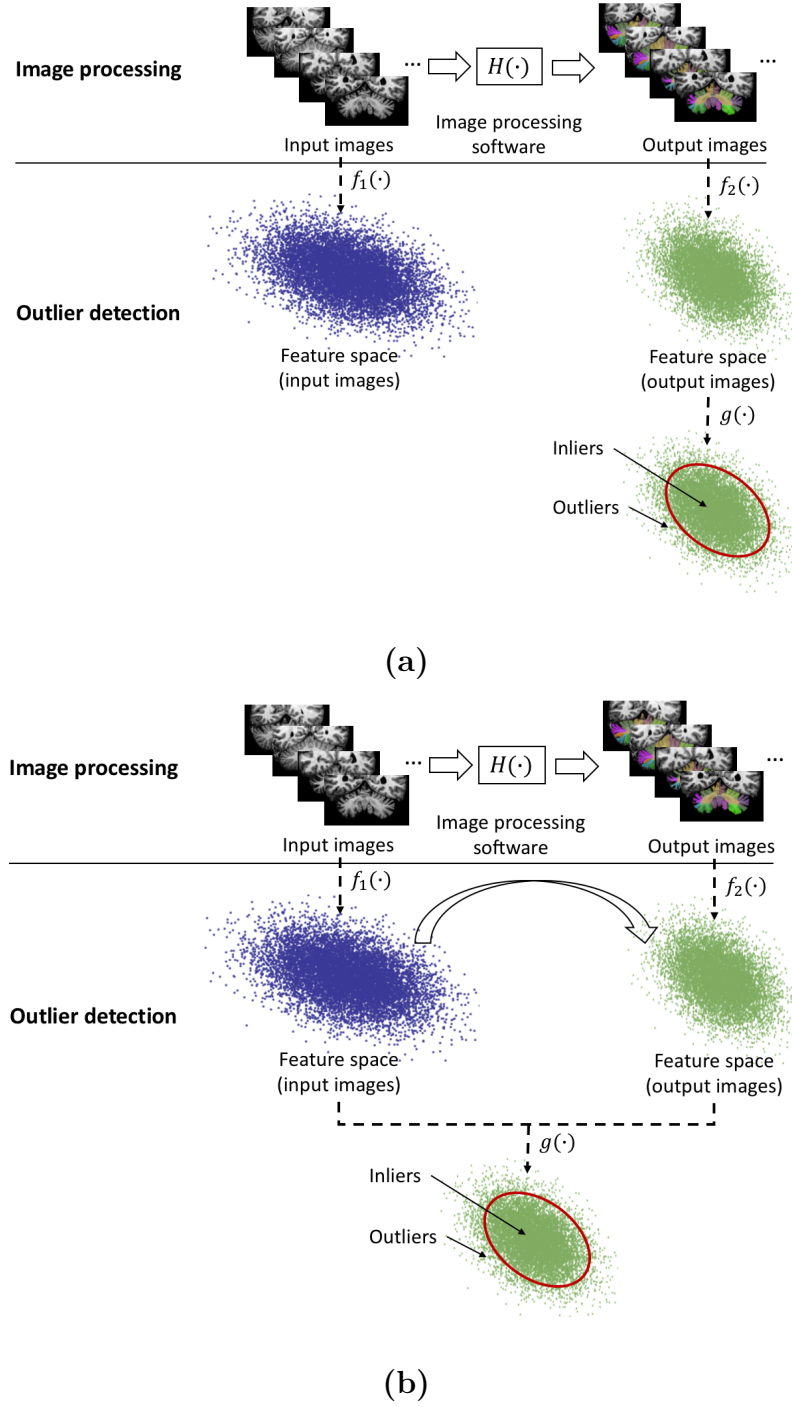 Image processing
...
H(·)
...
Input images
Image processing
software
Output images
f₁(·)
f₂(·)
Outlier detection
Feature space
(input images)
Feature space
(output images)
g(·)
Inliers
Outliers
(a)
Image processing
...
H(·)
...
Input images
Image processing
software
Output images
f₁(·)
f₂(·)
Outlier detection
Feature space
(input images)
Feature space
(output images)
g(·)
Inliers
Outliers
(b)